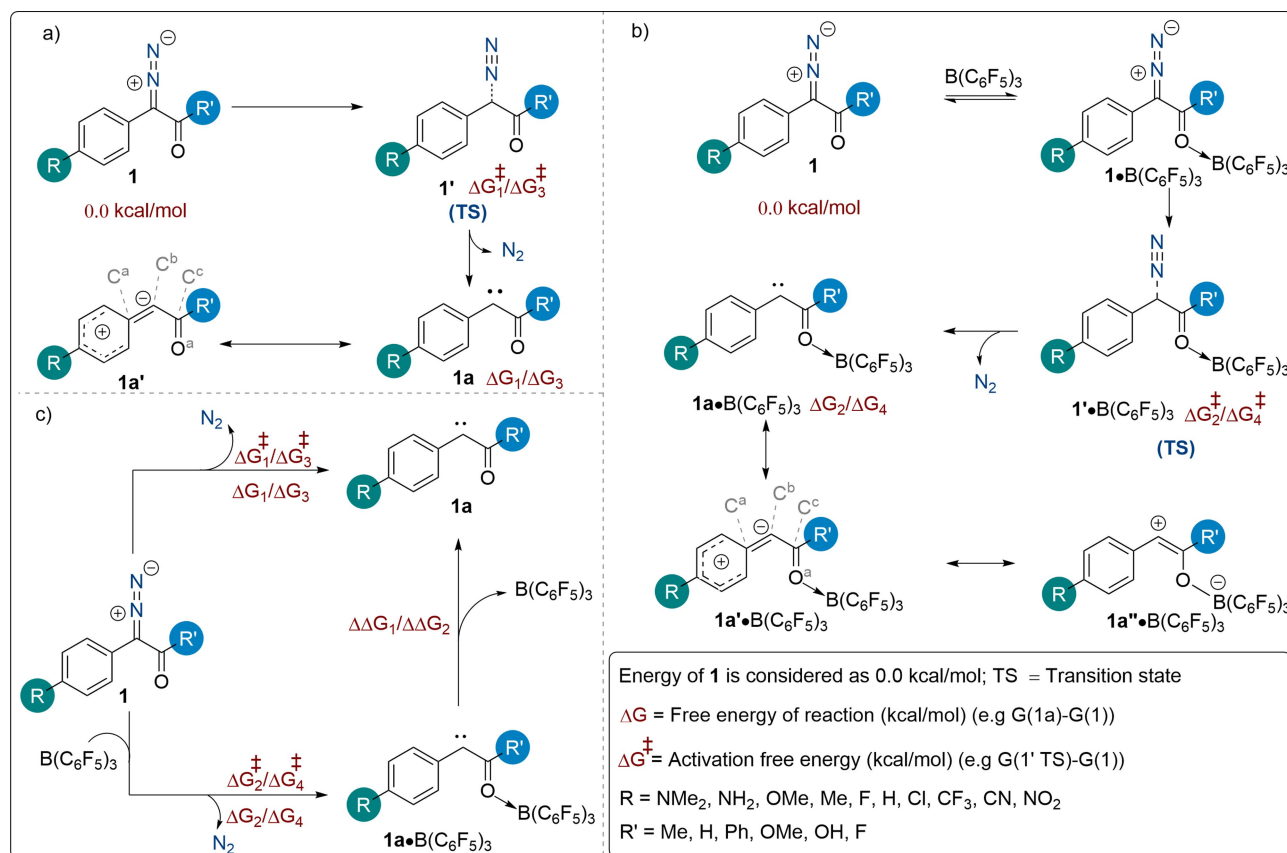 a)
N
⊖
N
⊕
R'
O
R
1
0.0 kcal/mol
N
N
R'
O
R
1' ΔG1‡/ΔG3‡
(TS)
N2
Ca
Cb
Cc
⊖
⊕
R'
Oa
R
1a'
R'
O
R
1a ΔG1/ΔG3
b)
N
⊖
N
⊕
R'
O
R
1
0.0 kcal/mol
B(C6F5)3
N
⊖
N
⊕
R'
O
R
B(C6F5)3
1•B(C6F5)3
N
N
R'
O
R
B(C6F5)3
1'•B(C6F5)3 ΔG2‡/ΔG4‡
(TS)
N2
R'
O
R
B(C6F5)3
1a•B(C6F5)3 ΔG2/ΔG4
Ca
Cb
Cc
⊖
⊕
R'
Oa
R
B(C6F5)3
1a'•B(C6F5)3
⊕
R'
O
⊖
R
B(C6F5)3
1a"•B(C6F5)3
c)
N2
ΔG1‡/ΔG3‡
ΔG1/ΔG3
R'
O
R
1a
N
⊖
N
⊕
R'
O
R
1
ΔΔG1/ΔΔG2
B(C6F5)3
B(C6F5)3
ΔG2‡/ΔG4‡
ΔG2/ΔG4
N2
R'
O
R
B(C6F5)3
1a•B(C6F5)3
Energy of 1 is considered as 0.0 kcal/mol; TS = Transition state
ΔG = Free energy of reaction (kcal/mol) (e.g G(1a)-G(1))
ΔG‡= Activation free energy (kcal/mol) (e.g G(1' TS)-G(1))
R = NMe2, NH2, OMe, Me, F, H, Cl, CF3, CN, NO2
R' = Me, H, Ph, OMe, OH, F